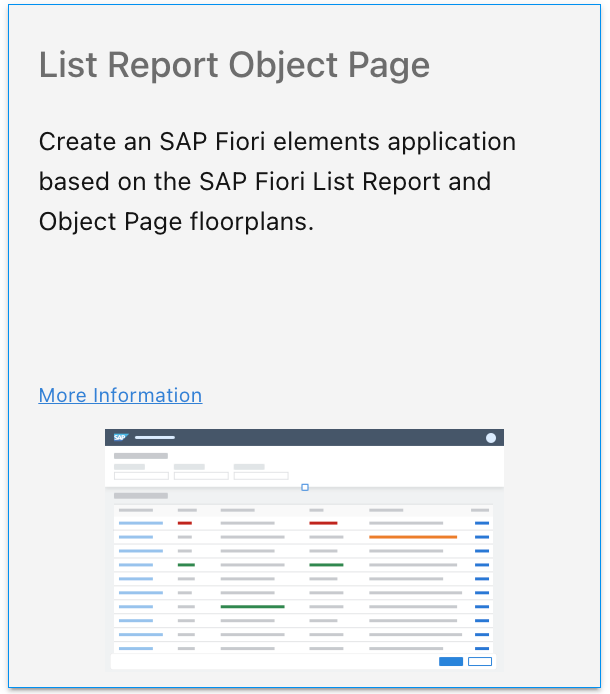 List Report Object Page
Create an SAP Fiori elements application
based on the SAP Fiori List Report and
Object Page floorplans.
More Information
SAP